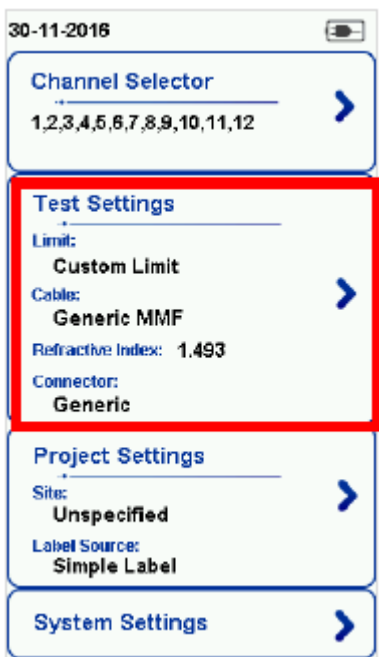 30-11-2016
Channel Selector
1,2,3,4,5,6,7,8,9,10,11,12
Test Settings
Limit:
Custom Limit
Cable:
Generic MMF
Refractive Index: 1.493
Connector:
Generic
Project Settings
Site:
Unspecified
Label Source:
Simple Label
System Settings